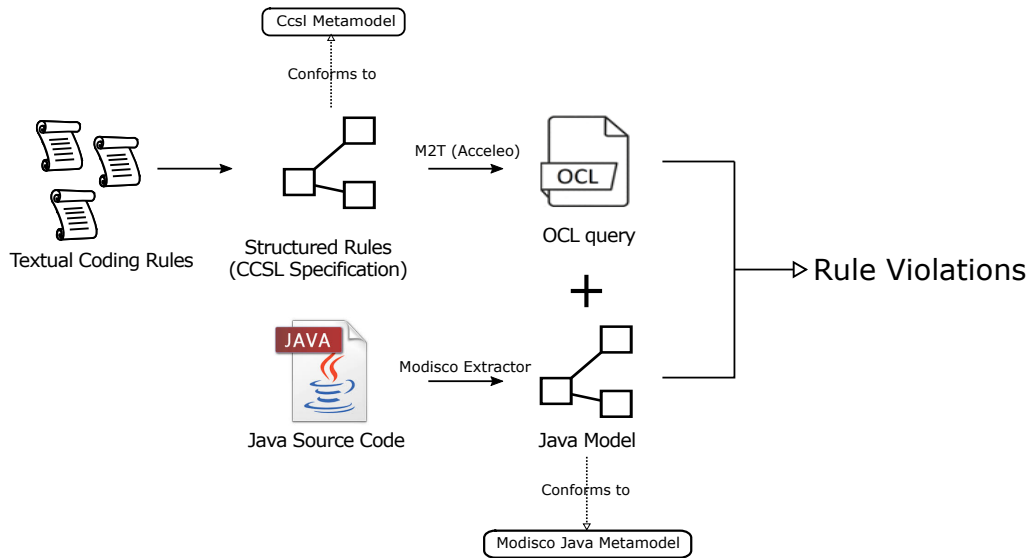 Ccsl Metamodel
Conforms to
M2T (Acceleo)
OCL
Textual Coding Rules
Structured Rules
(CCSL Specification)
OCL query
+
Rule Violations
JAVA
Modisco Extractor
Java Source Code
Java Model
Conforms to
Modisco Java Metamodel